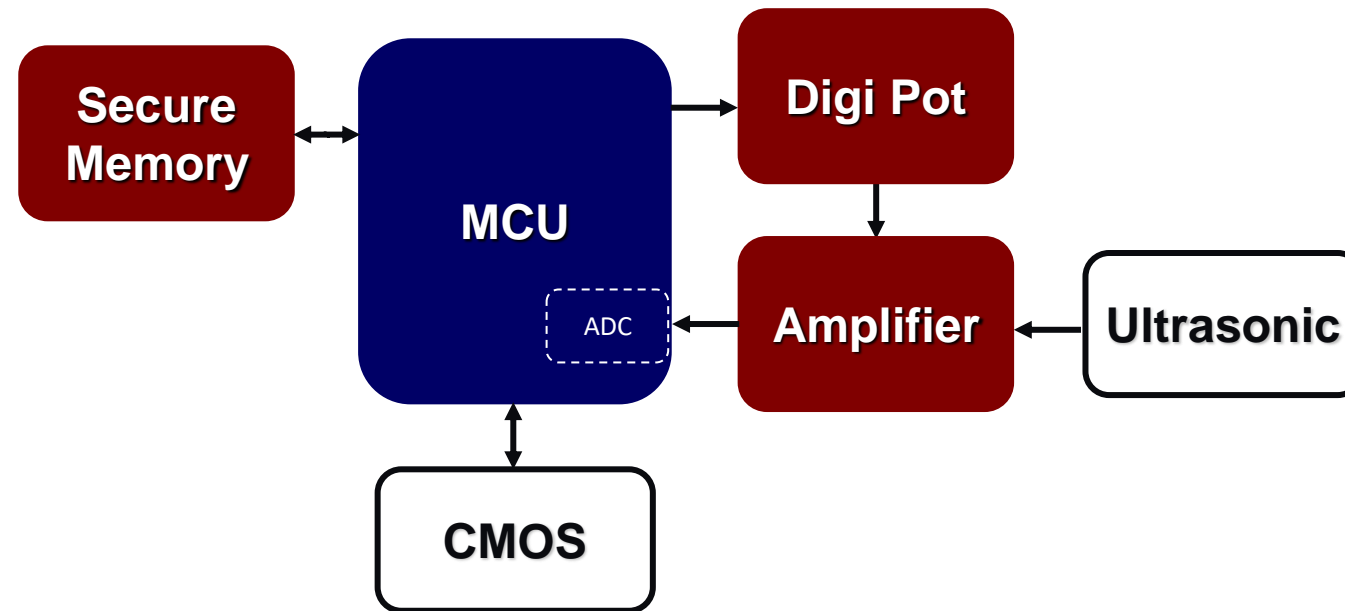 Secure
Memory
MCU
ADC
Digi Pot
Amplifier
Ultrasonic
CMOS